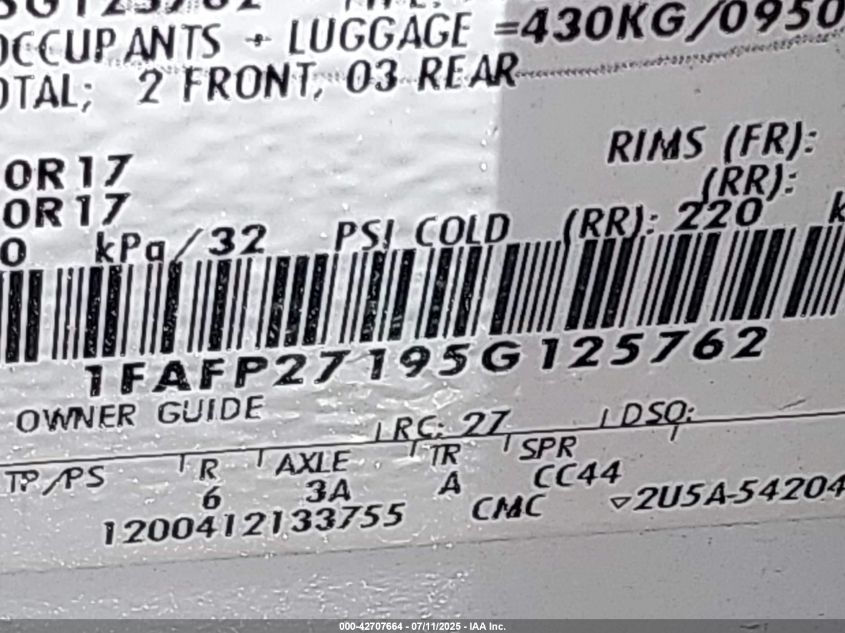 OCCUPANTS + LUGGAGE =430KG/0950
OTAL; 2 FRONT, 03 REAR
RIMS (FR):
0R17 (RR):
0R17
0 kPa/32 PSI COLD (RR): 220 k
1FAFP27195G125762
OWNER GUIDE
RC: 27 DSO:
TP/PS R AXLE TR SPR
6 3A A CC44
1200412133755 CMC ▽2U5A-54204
000-42707664 - 07/11/2025 - IAA Inc.